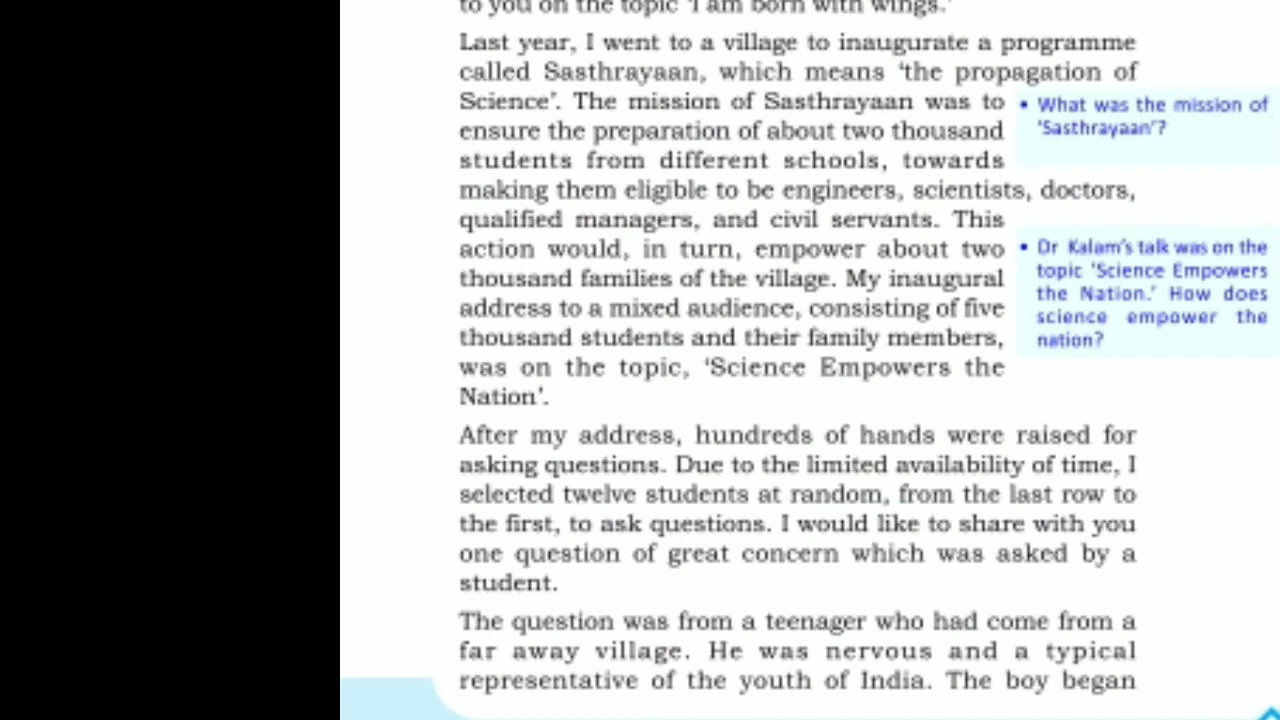 to you on the topic 'I am born with wings.'
Last year, I went to a village to inaugurate a programme
called Sasthrayaan, which means 'the propagation of
Science'. The mission of Sasthrayaan was to
ensure the preparation of about two thousand
students from different schools, towards
making them eligible to be engineers, scientists, doctors,
qualified managers, and civil servants. This
action would, in turn, empower about two
thousand families of the village. My inaugural
address to a mixed audience, consisting of five
thousand students and their family members,
was on the topic, 'Science Empowers the
Nation'.
After my address, hundreds of hands were raised for
asking questions. Due to the limited availability of time, I
selected twelve students at random, from the last row to
the first, to ask questions. I would like to share with you
one question of great concern which was asked by a
student.
The question was from a teenager who had come from a
far away village. He was nervous and a typical
representative of the youth of India. The boy began
• What was the mission of
'Sasthrayaan'?
• Dr Kalam's talk was on the
topic 'Science Empowers
the Nation.' How does
science empower the
nation?